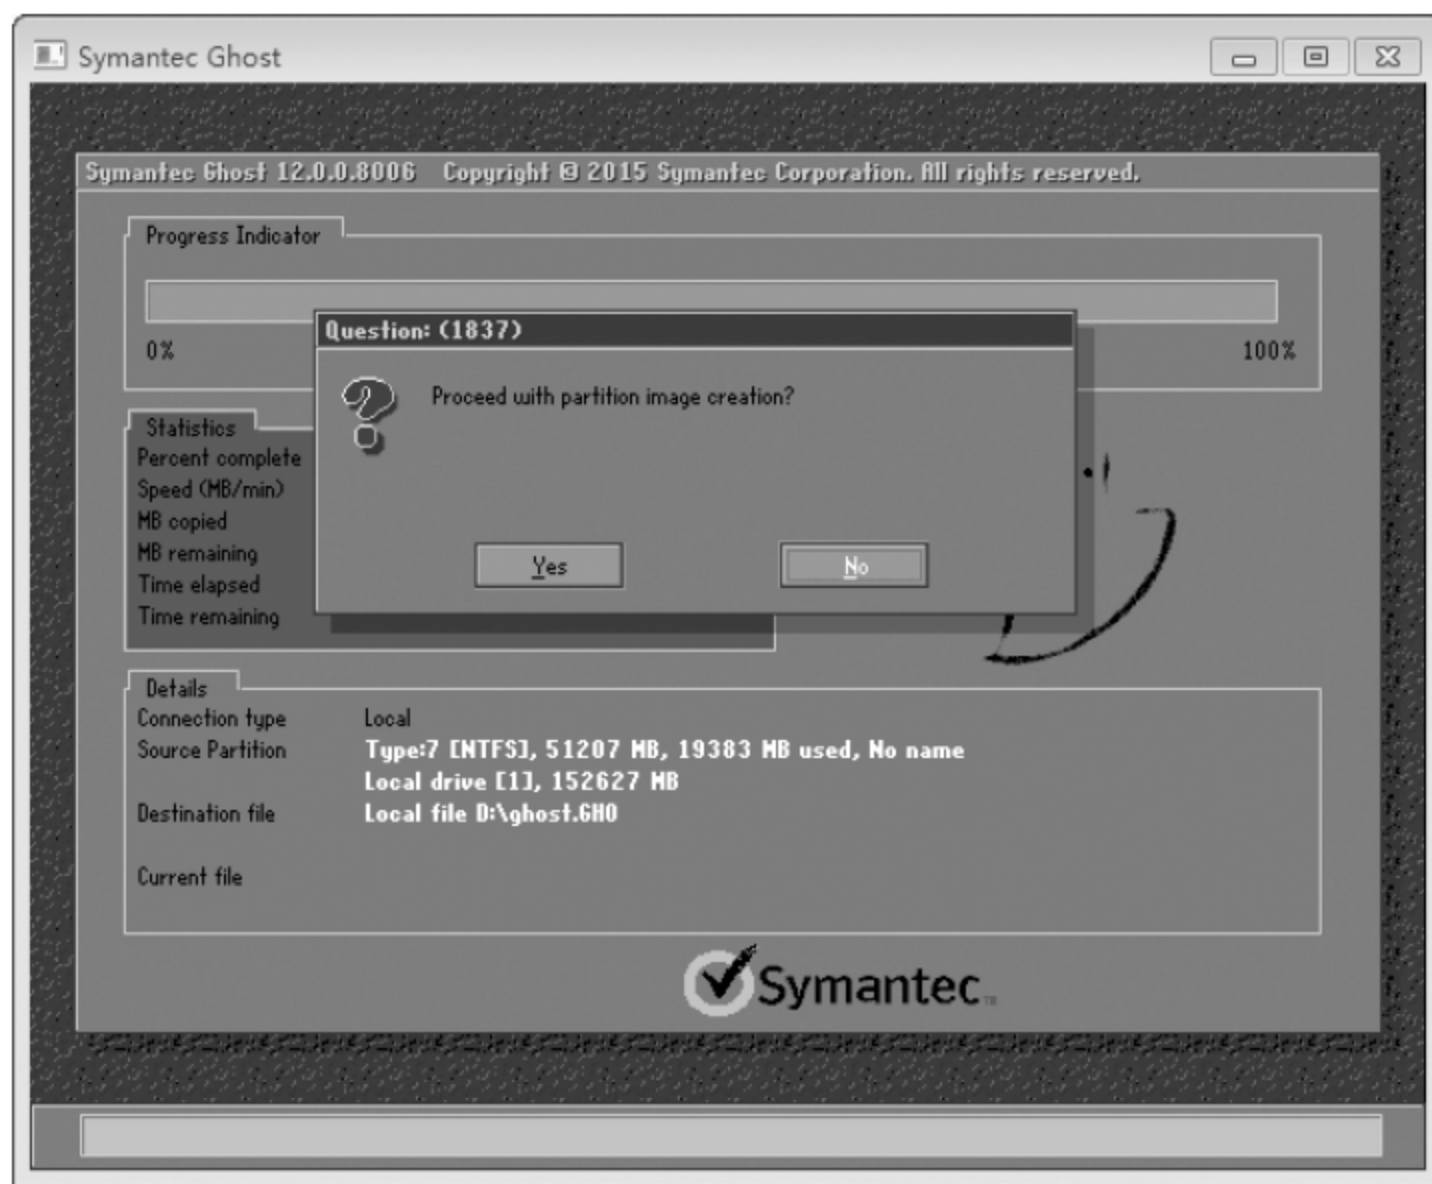 Symantec Ghost
Symantec Ghost 12.0.0.8006 Copyright © 2015 Symantec Corporation. All rights reserved.
Progress Indicator
0%
100%
Question: (1837)
Proceed with partition image creation?
Yes
No
Statistics
Percent complete
Speed (MB/min)
MB copied
MB remaining
Time elapsed
Time remaining
Details
Connection type Local
Source Partition Type:7 [NTFS], 51207 MB, 19383 MB used, No name
Local drive [1], 152627 MB
Destination file Local file D:\ghost.GHO
Current file
Symantec™